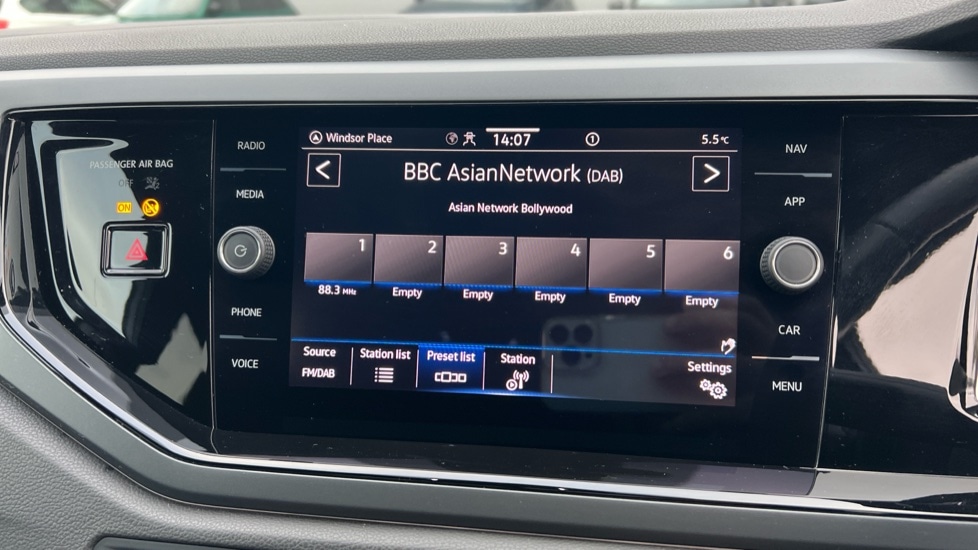 PASSENGER AIR BAG
OFF
ON
RADIO
MEDIA
PHONE
VOICE
Windsor Place
14:07
1
5.5°C
<
BBC AsianNetwork (DAB)
>
Asian Network Bollywood
1 2 3 4 5 6
88.3 MHz Empty Empty Empty Empty Empty
Source
FM/DAB
Station list
Preset list
Station
Settings
NAV
APP
CAR
MENU